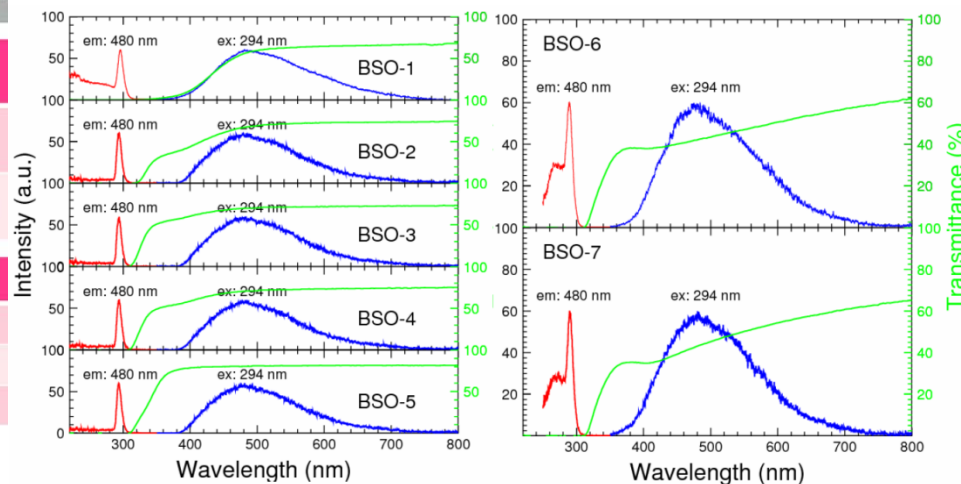 Intensity (a.u.)
100
50
em: 480 nm
ex: 294 nm
BSO-1
100
50
100
50
em: 480 nm
ex: 294 nm
BSO-2
100
50
100
50
em: 480 nm
ex: 294 nm
BSO-3
100
50
100
50
em: 480 nm
ex: 294 nm
BSO-4
100
50
100
50
0
em: 480 nm
ex: 294 nm
BSO-5
100
50
300 400 500 600 700 800
Wavelength (nm)
BSO-6
100
80
60
40
20
em: 480 nm
ex: 294 nm
100
80
60
40
20
BSO-7
100
80
60
40
20
em: 480 nm
ex: 294 nm
100
80
60
40
20
0
300 400 500 600 700 800
Wavelength (nm)
Transmittance (%)